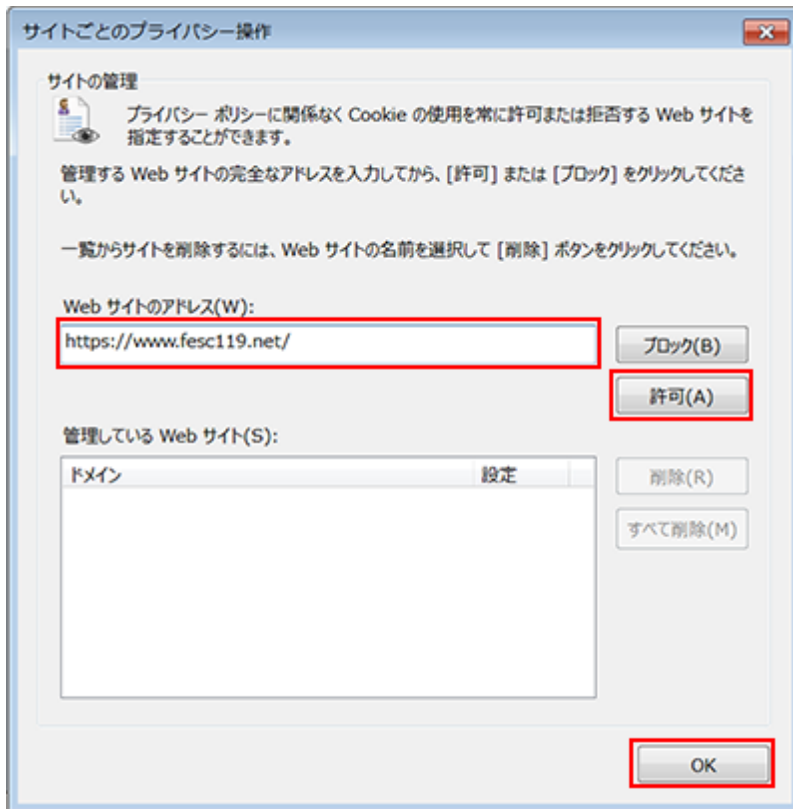 サイトごとのプライバシー操作
サイトの管理
プライバシー ポリシーに関係なく Cookie の使用を常に許可または拒否する Web サイトを
指定することができます。
管理する Web サイトの完全なアドレスを入力してから、[許可] または [ブロック] をクリックしてくださ
い。
一覧からサイトを削除するには、Web サイトの名前を選択して [削除] ボタンをクリックしてください。
Web サイトのアドレス(W):
https://www.fesc119.net/
ブロック(B)
許可(A)
管理している Web サイト(S):
ドメイン 設定
削除(R)
すべて削除(M)
OK